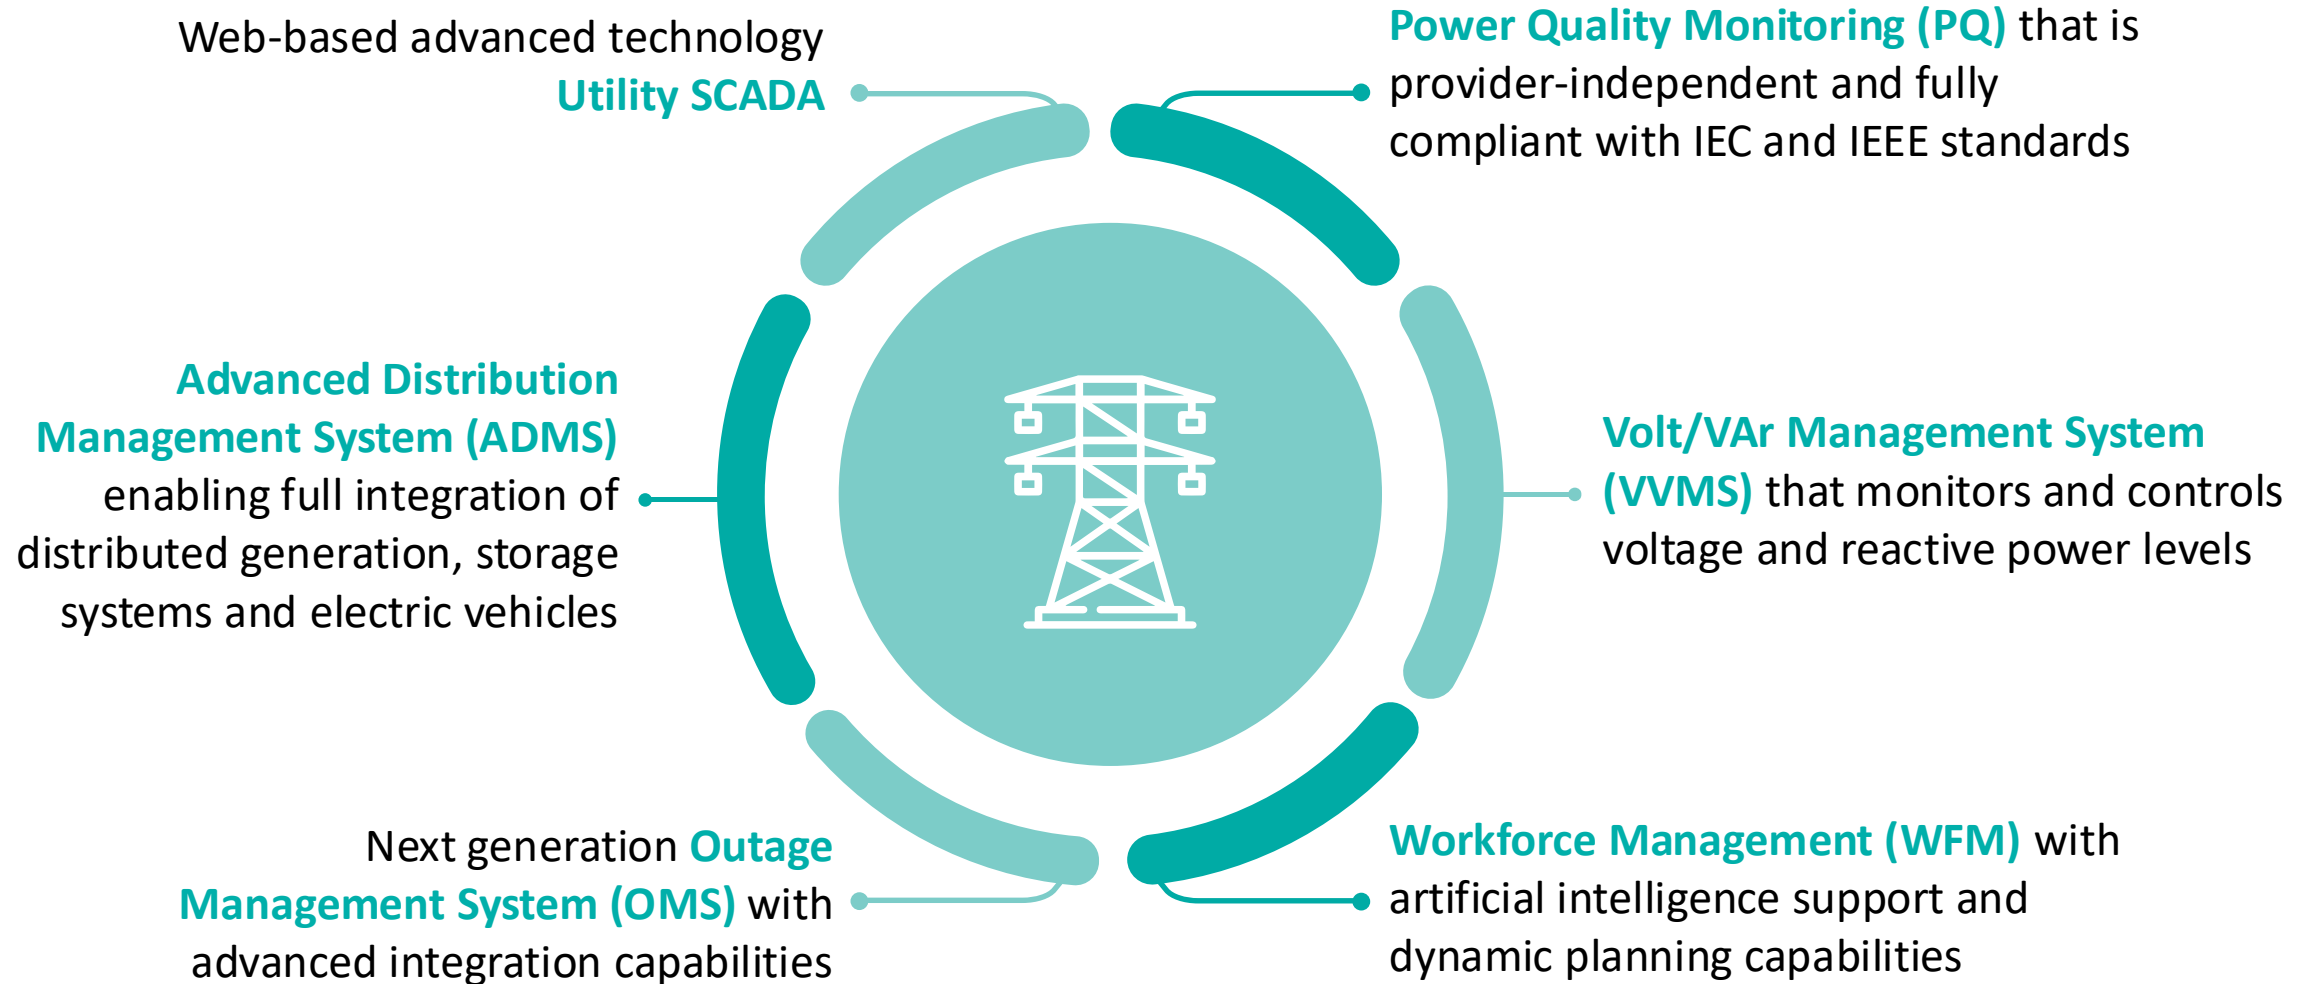 Web-based advanced technology
Utility SCADA
Power Quality Monitoring (PQ) that is
provider-independent and fully
compliant with IEC and IEEE standards
Advanced Distribution
Management System (ADMS)
enabling full integration of
distributed generation, storage
systems and electric vehicles
Volt/VAr Management System
(VVMS) that monitors and controls
voltage and reactive power levels
Next generation Outage
Management System (OMS) with
advanced integration capabilities
Workforce Management (WFM) with
artificial intelligence support and
dynamic planning capabilities